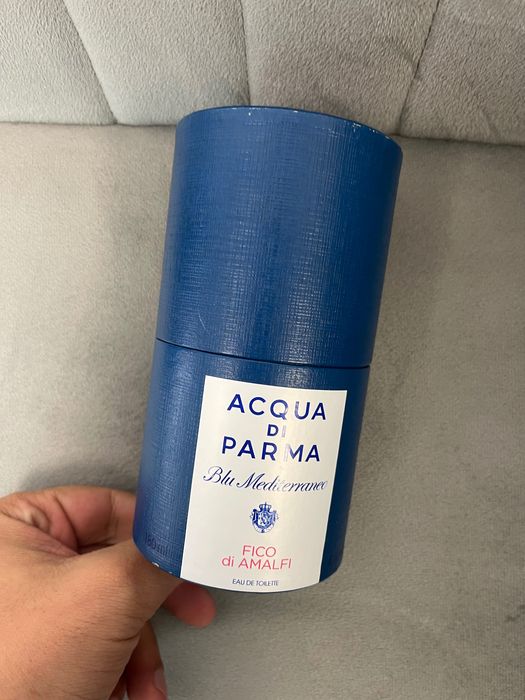 ACQUA
DI
PARMA
Blu Mediterraneo
FICO
di AMALFI
EAU DE TOILETTE